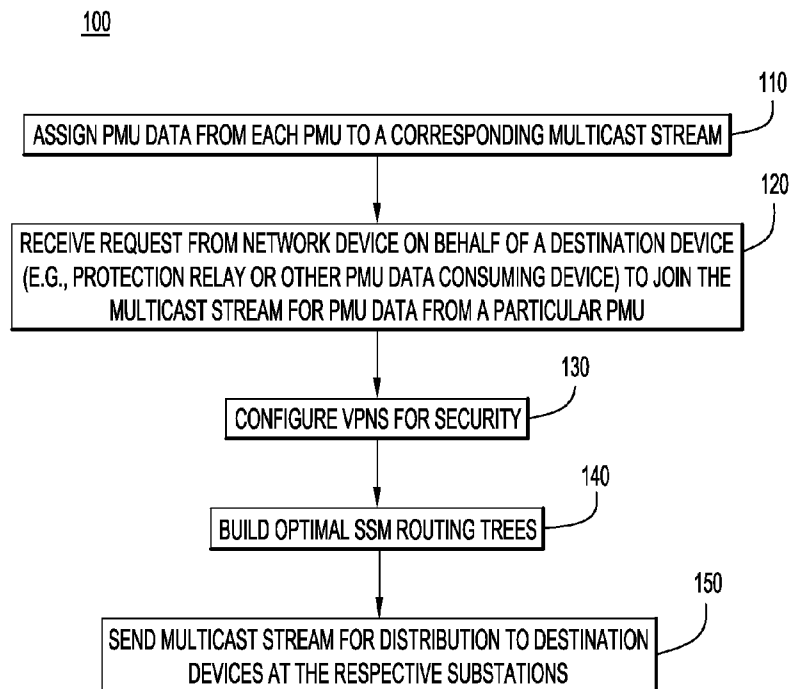 100
110
ASSIGN PMU DATA FROM EACH PMU TO A CORRESPONDING MULTICAST STREAM
120
RECEIVE REQUEST FROM NETWORK DEVICE ON BEHALF OF A DESTINATION DEVICE
(E.G., PROTECTION RELAY OR OTHER PMU DATA CONSUMING DEVICE) TO JOIN THE
MULTICAST STREAM FOR PMU DATA FROM A PARTICULAR PMU
130
CONFIGURE VPNS FOR SECURITY
140
BUILD OPTIMAL SSM ROUTING TREES
150
SEND MULTICAST STREAM FOR DISTRIBUTION TO DESTINATION
DEVICES AT THE RESPECTIVE SUBSTATIONS